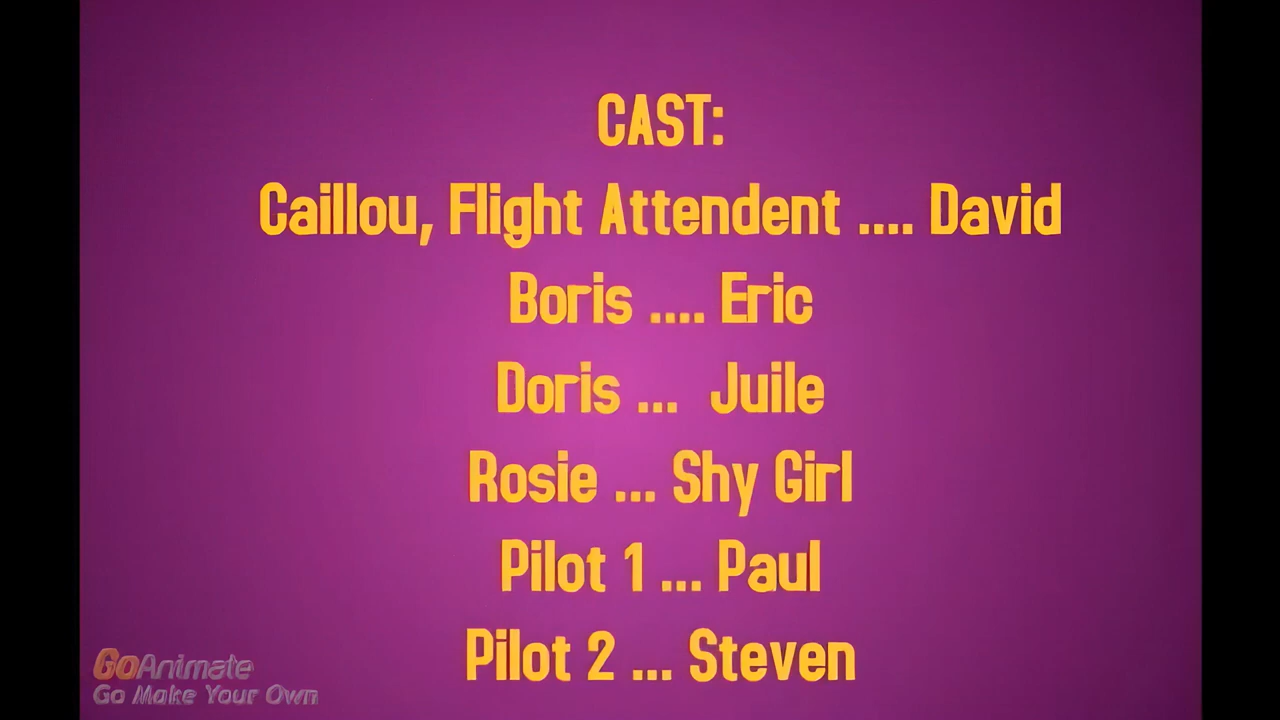 CAST:
Caillou, Flight Attendent .... David
Boris .... Eric
Doris ... Juile
Rosie ... Shy Girl
Pilot 1 ... Paul
Pilot 2 ... Steven
GoAnimate
Go Make Your Own